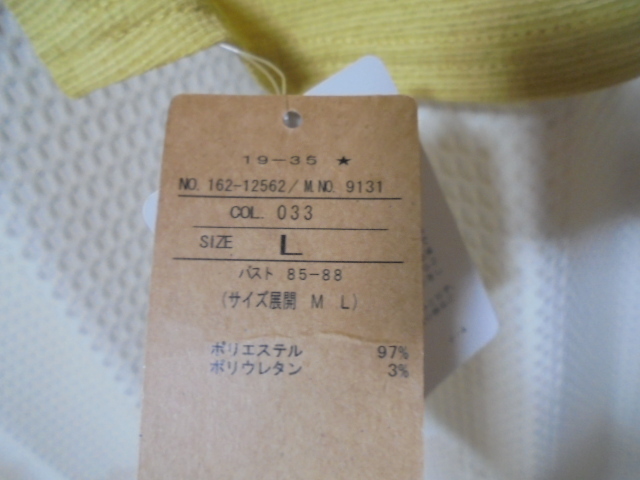 19-35 ★
NO. 162-12562/M.NO. 9131
COL. 033
SIZE L
バスト 85-88
(サイズ展開 M L)
ポリエステル 97%
ポリウレタン 3%